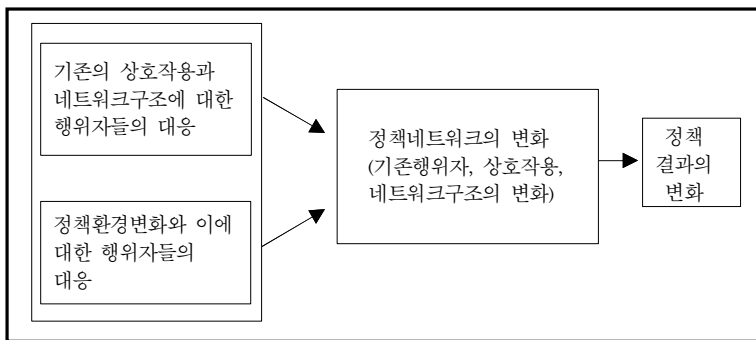 기존의 상호작용과
네트워크구조에 대한
행위자들의 대응
정책환경변화와 이에
대한 행위자들의
대응
정책네트워크의 변화
(기존행위자, 상호작용,
네트워크구조의 변화)
정책
결과의
변화